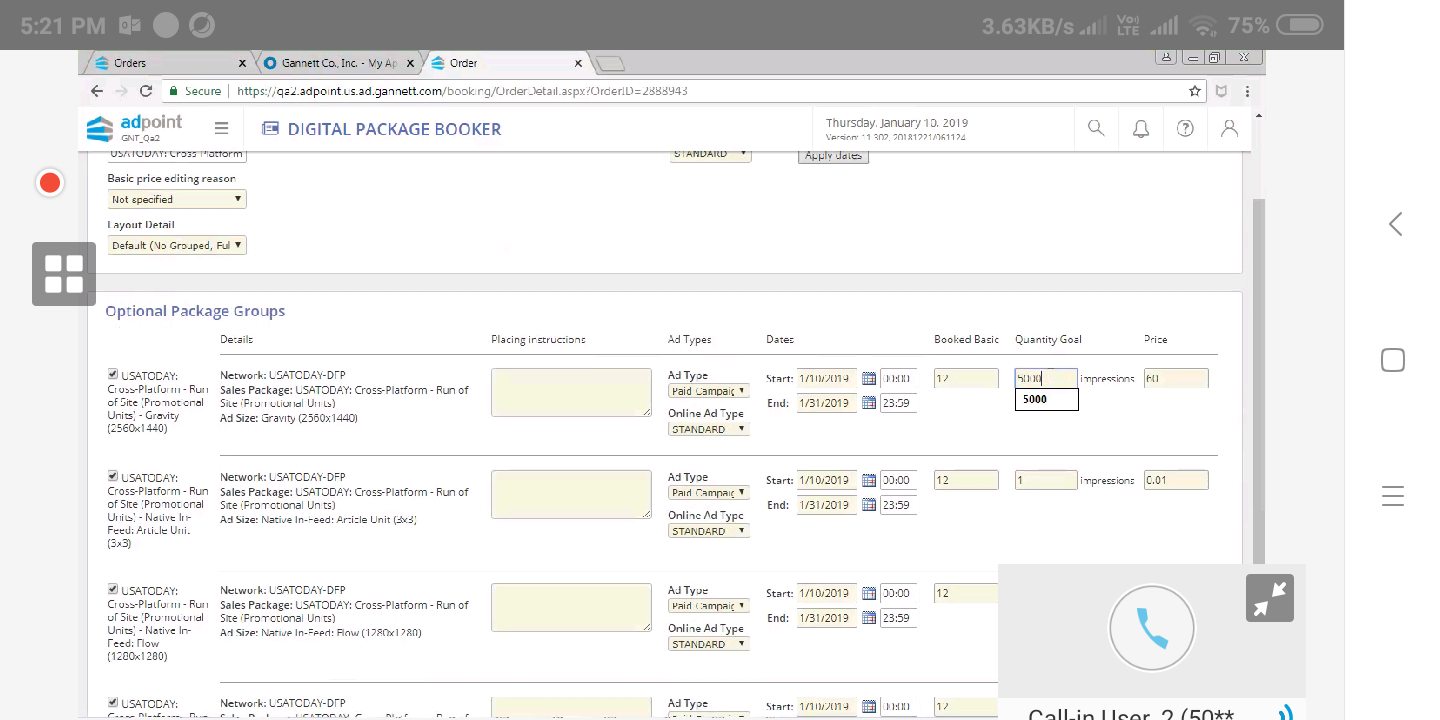 5:21 PM 3.63KB/s VoLTE 75%
Orders x Gannett Co., Inc. - My Ap x Order x
Secure https://qa2.adpoint.us.ad.gannett.com/booking/OrderDetail.aspx?OrderID=2888943
adpoint
GNT_Qa2
DIGITAL PACKAGE BOOKER
Thursday, January 10, 2019
Version: 11.302, 20181221/061124
USATODAY: Cross Platform STANDARD Apply dates
Basic price editing reason
Not specified
Layout Detail
Default (No Grouped, Ful
Optional Package Groups
Details Placing instructions Ad Types Dates Booked Basic Quantity Goal Price
USATODAY:
Cross-Platform - Run
of Site (Promotional
Units) - Gravity
(2560x1440)
Network: USATODAY-DFP
Sales Package: USATODAY: Cross-Platform - Run of
Site (Promotional Units)
Ad Size: Gravity (2560x1440)
Ad Type
Paid Campaig
Online Ad Type
STANDARD
Start: 1/10/2019 00:00
End: 1/31/2019 23:59
12
5000 impressions
5000
60
USATODAY:
Cross-Platform - Run
of Site (Promotional
Units) - Native In-
Feed: Article Unit
(3x3)
Network: USATODAY-DFP
Sales Package: USATODAY: Cross-Platform - Run of
Site (Promotional Units)
Ad Size: Native In-Feed: Article Unit (3x3)
Ad Type
Paid Campaig
Online Ad Type
STANDARD
Start: 1/10/2019 00:00
End: 1/31/2019 23:59
12
1 impressions
0.01
USATODAY:
Cross-Platform - Run
of Site (Promotional
Units) - Native In-
Feed: Flow
(1280x1280)
Network: USATODAY-DFP
Sales Package: USATODAY: Cross-Platform - Run of
Site (Promotional Units)
Ad Size: Native In-Feed: Flow (1280x1280)
Ad Type
Paid Campaig
Online Ad Type
STANDARD
Start: 1/10/2019 00:00
End: 1/31/2019 23:59
12
USATODAY:
Network: USATODAY-DFP
Ad Type
Start: 1/10/2019 00:00
12
Call-in User_2 (50**